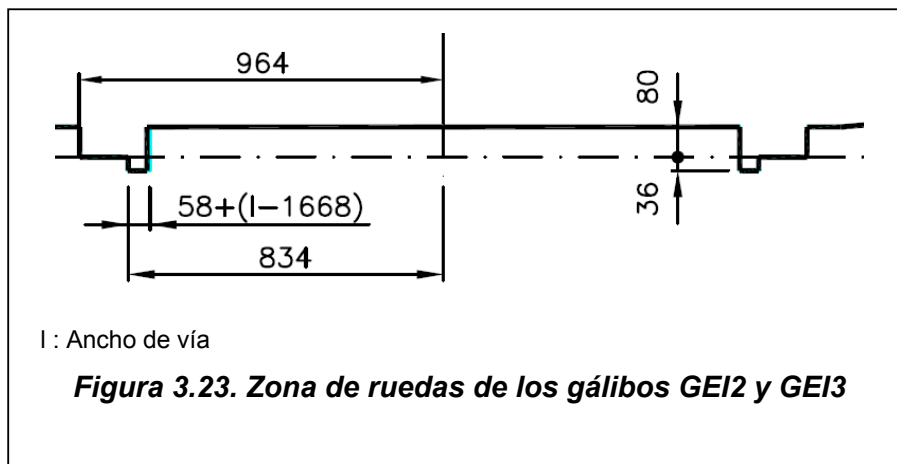 964
80
36
58+(l–1668)
834
l : Ancho de vía
Figura 3.23. Zona de ruedas de los gálibos GEI2 y GEI3